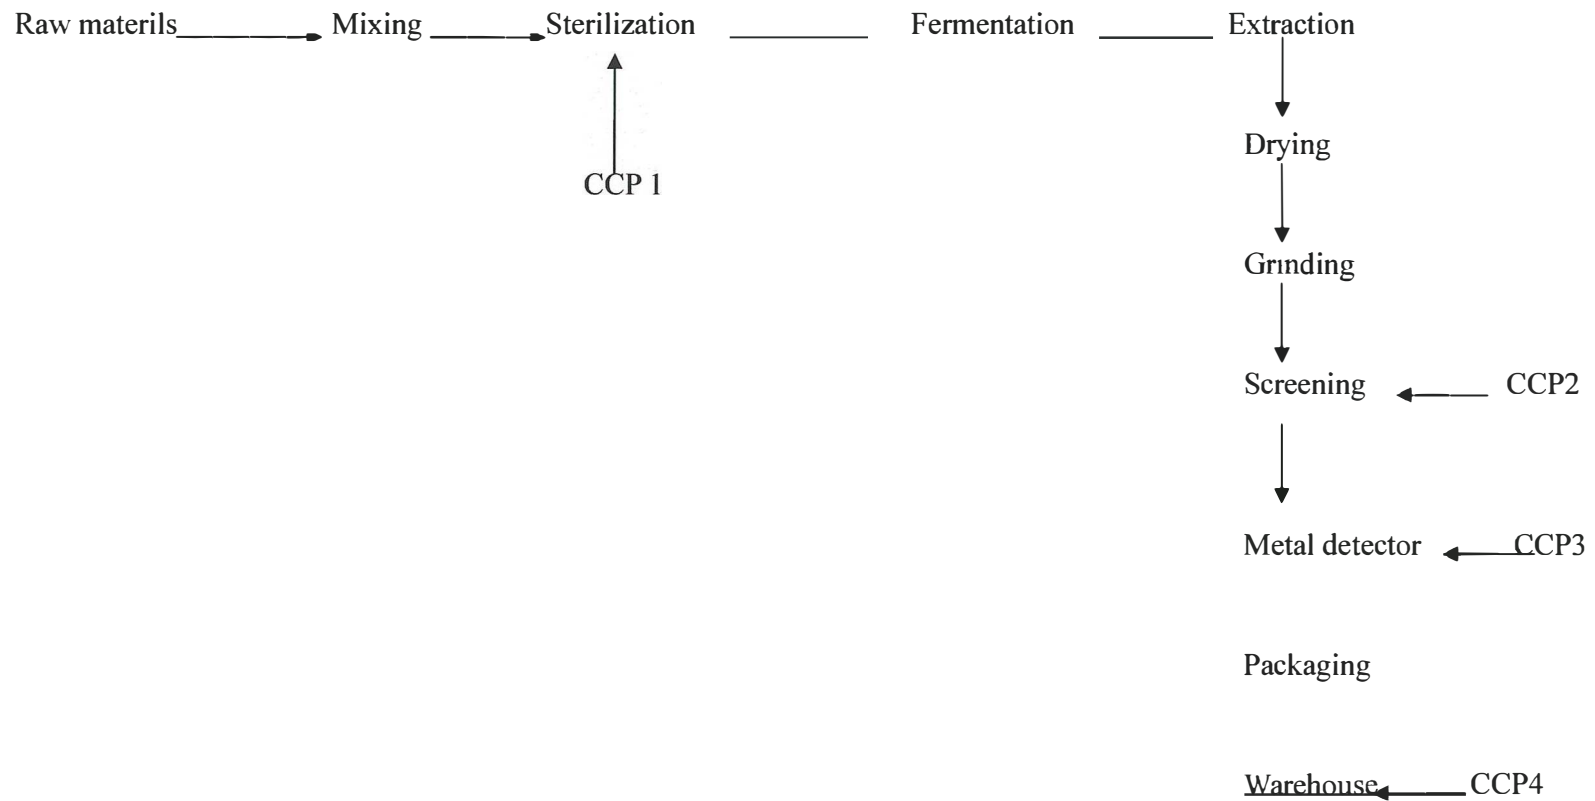 Raw materils Mixing Sterilization Fermentation Extraction
Drying
CCP 1
Grinding
Screening CCP2
Metal detector CCP3
Packaging
Warehouse CCP4